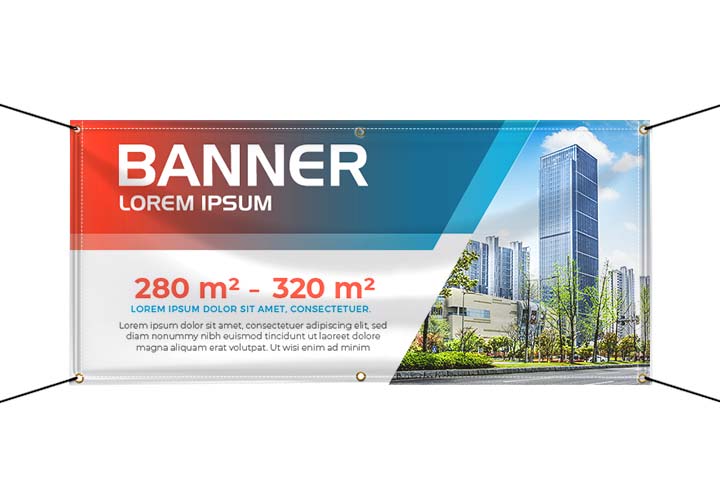 BANNER
LOREM IPSUM
280 m² - 320 m²
LOREM IPSUM DOLOR SIT AMET, CONSECTETUER.
Lorem ipsum dolor sit amet, consectetuer adipiscing elit, sed
diam nonummy nibh euismod tincidunt ut laoreet dolore
magna aliquam erat volutpat. Ut wisi enim ad minim